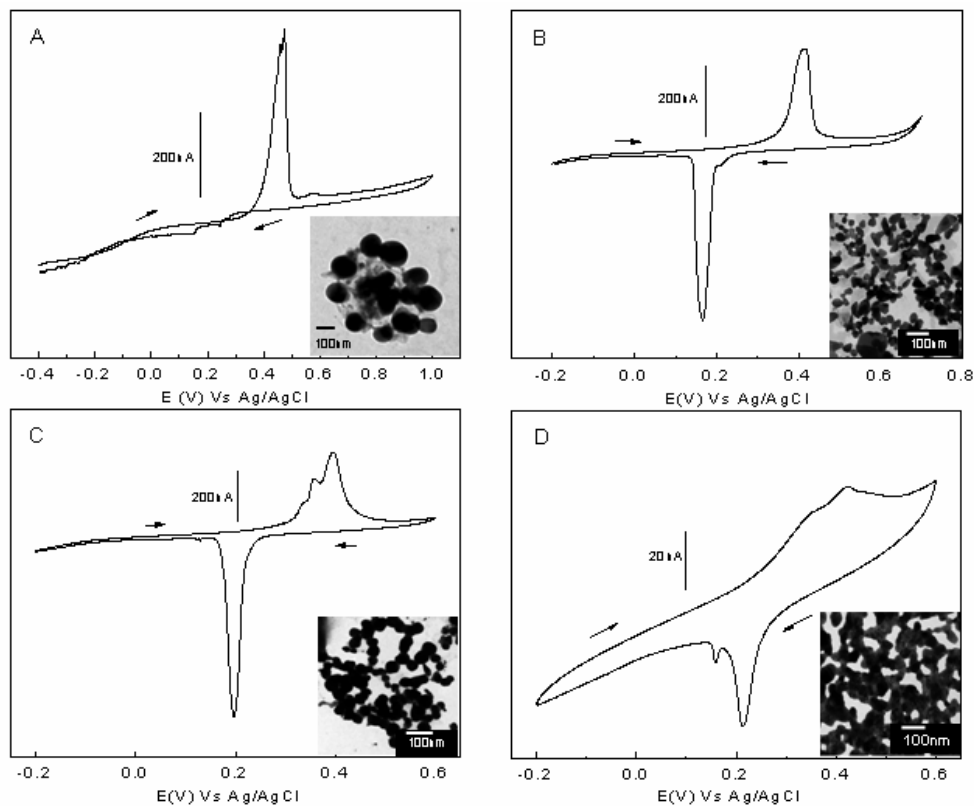 A
200nA
100nm
-0.4 -0.2 0.0 0.2 0.4 0.6 0.8 1.0
E (V) Vs Ag/AgCl
B
200nA
100nm
-0.2 0.0 0.2 0.4 0.6 0.8
E(V) Vs Ag/AgCl
C
200nA
100nm
-0.2 0.0 0.2 0.4 0.6
E(V) Vs Ag/AgCl
D
20nA
100nm
-0.2 0.0 0.2 0.4 0.6
E(V) Vs Ag/AgCl